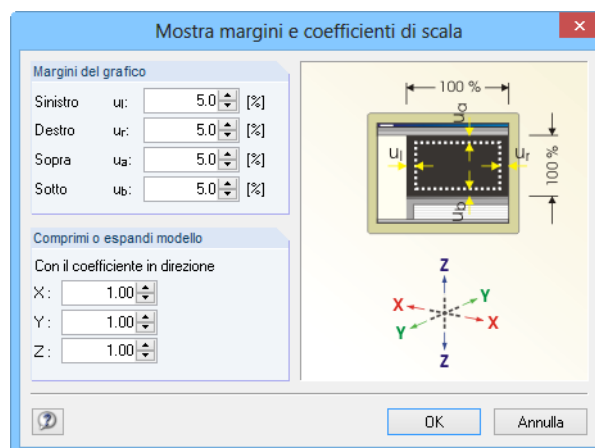 Mostra margini e coefficienti di scala
Margini del grafico
Sinistro ul: 5.0 [%]
Destro ur: 5.0 [%]
Sopra ua: 5.0 [%]
Sotto ub: 5.0 [%]
Comprimi o espandi modello
Con il coefficiente in direzione
X: 1.00
Y: 1.00
Z: 1.00
100 %
ua
ul
ur
100 %
ub
Z
Y
X
X
Y
Z
OK
Annulla